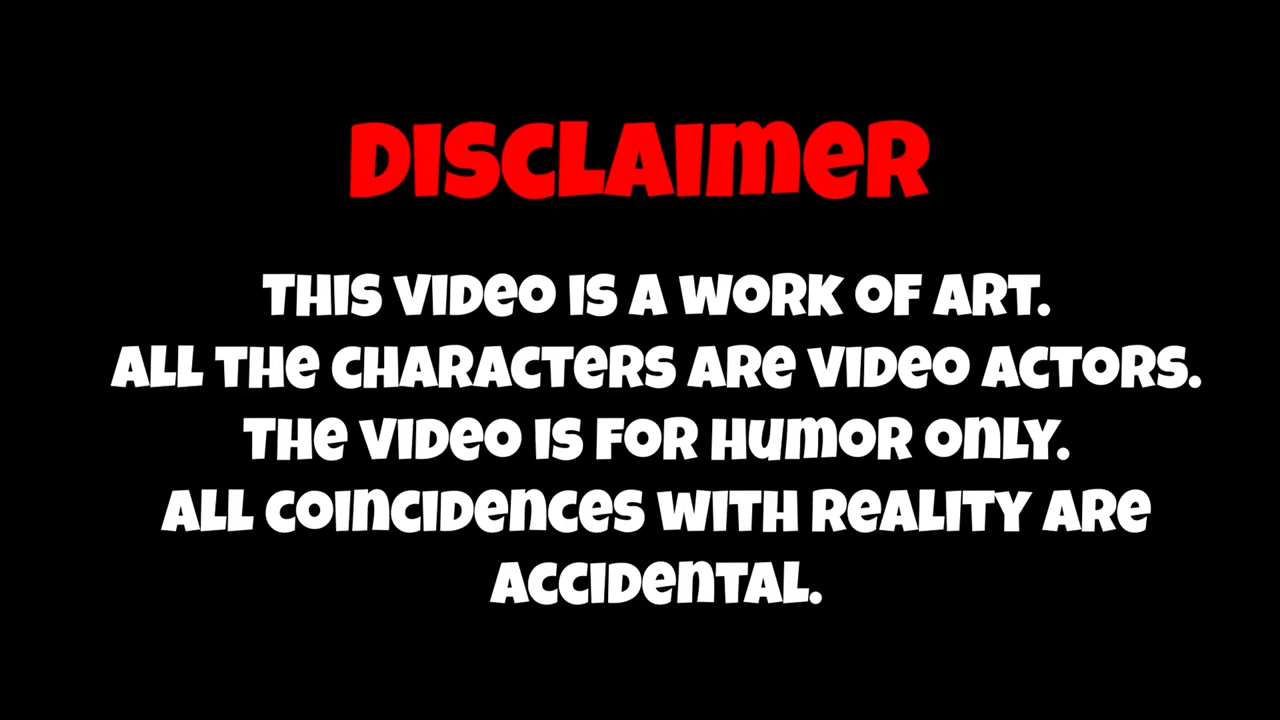 DISCLAIMER
THIS VIDEO IS A WORK OF ART.
ALL THE CHARACTERS ARE VIDEO ACTORS.
THE VIDEO IS FOR HUMOR ONLY.
ALL COINCIDENCES WITH REALITY ARE
ACCIDENTAL.